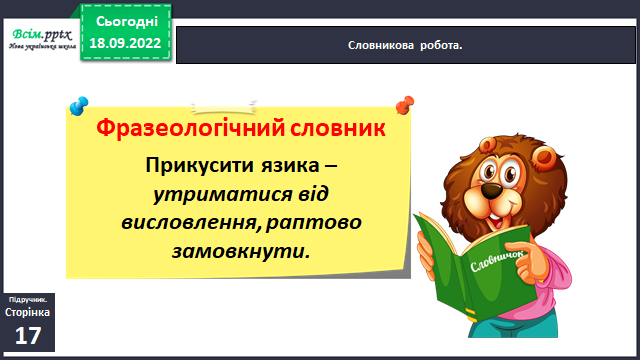 Всім.pptx
Нова українська школа
Сьогодні
18.09.2022
Словникова робота.
Фразеологічний словник
Прикусити язика –
утриматися від
висловлення, раптово
замовкнути.
Словничок
Підручник.
Сторінка
17